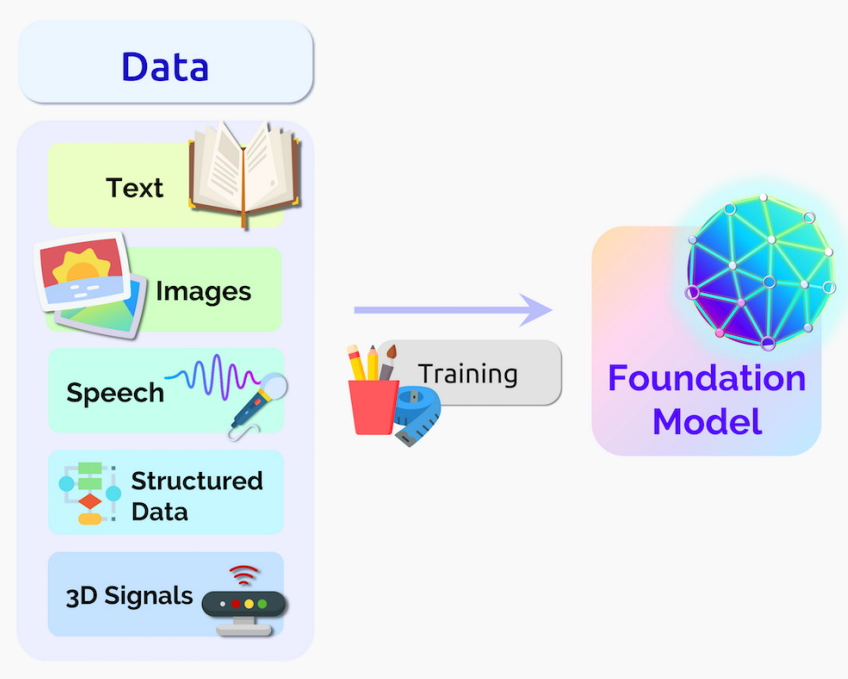 Data
Text
Images
Speech
Structured
Data
3D Signals
Training
Foundation
Model